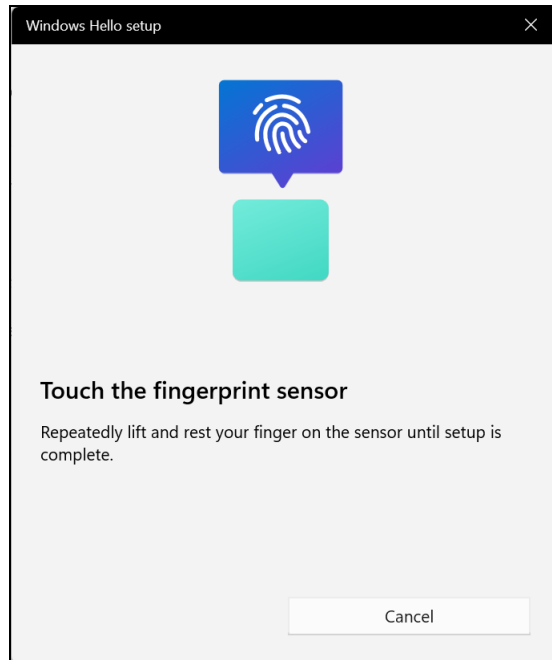 Windows Hello setup
Touch the fingerprint sensor
Repeatedly lift and rest your finger on the sensor until setup is
complete.
Cancel